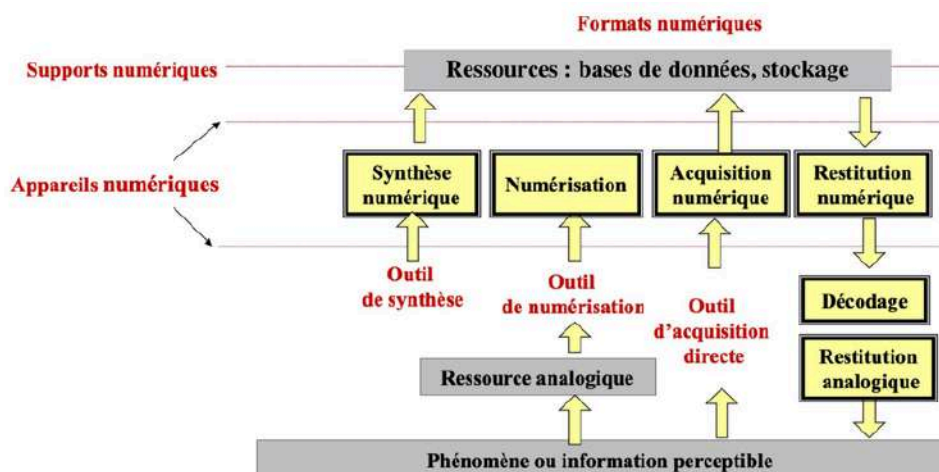 Formats numériques
Supports numériques
Ressources : bases de données, stockage
Appareils numériques
Synthèse
numérique
Numérisation
Acquisition
numérique
Restitution
numérique
Outil
de synthèse
Outil
de numérisation
Outil
d'acquisition
directe
Décodage
Ressource analogique
Restitution
analogique
Phénomène ou information perceptible